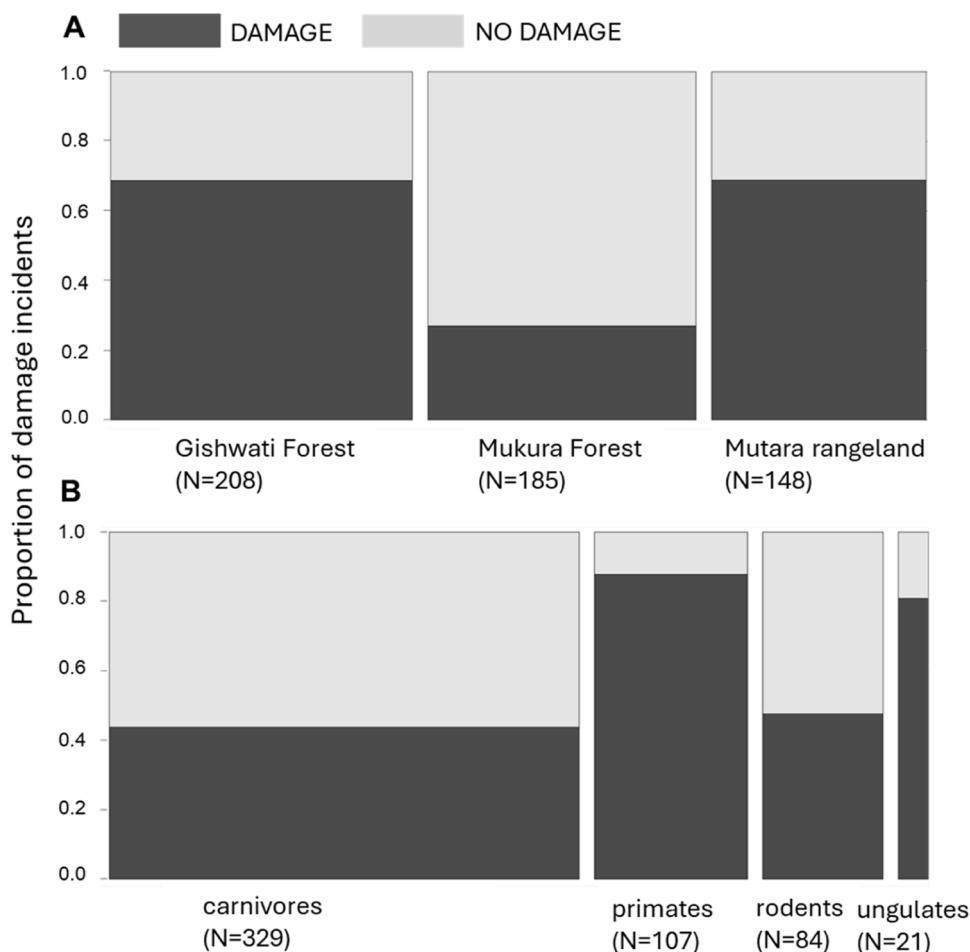 A
DAMAGE NO DAMAGE
Proportion of damage incidents
1.0
0.8
0.6
0.4
0.2
0.0
Gishwati Forest Mukura Forest Mutara rangeland
(N=208) (N=185) (N=148)
B
1.0
0.8
0.6
0.4
0.2
0.0
carnivores primates rodents ungulates
(N=329) (N=107) (N=84) (N=21)